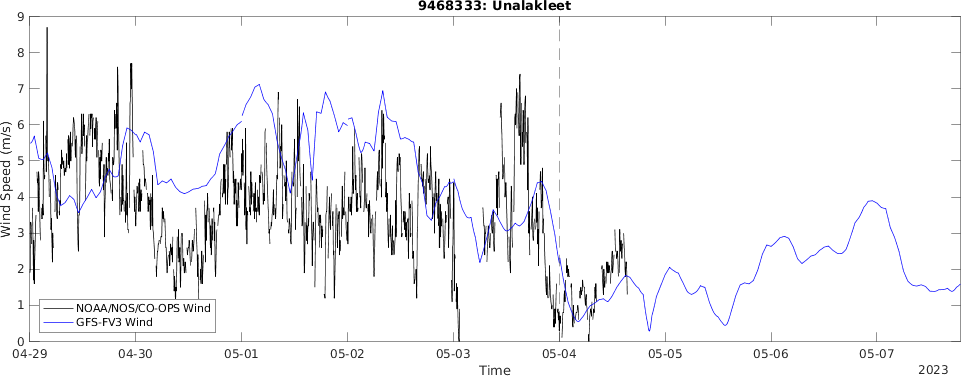 9468333: Unalakleet
9
8
7
6
5
4
3
2
1
0
Wind Speed (m/s)
NOAA/NOS/CO-OPS Wind
GFS-FV3 Wind
04-29 04-30 05-01 05-02 05-03 05-04 05-05 05-06 05-07
Time
2023